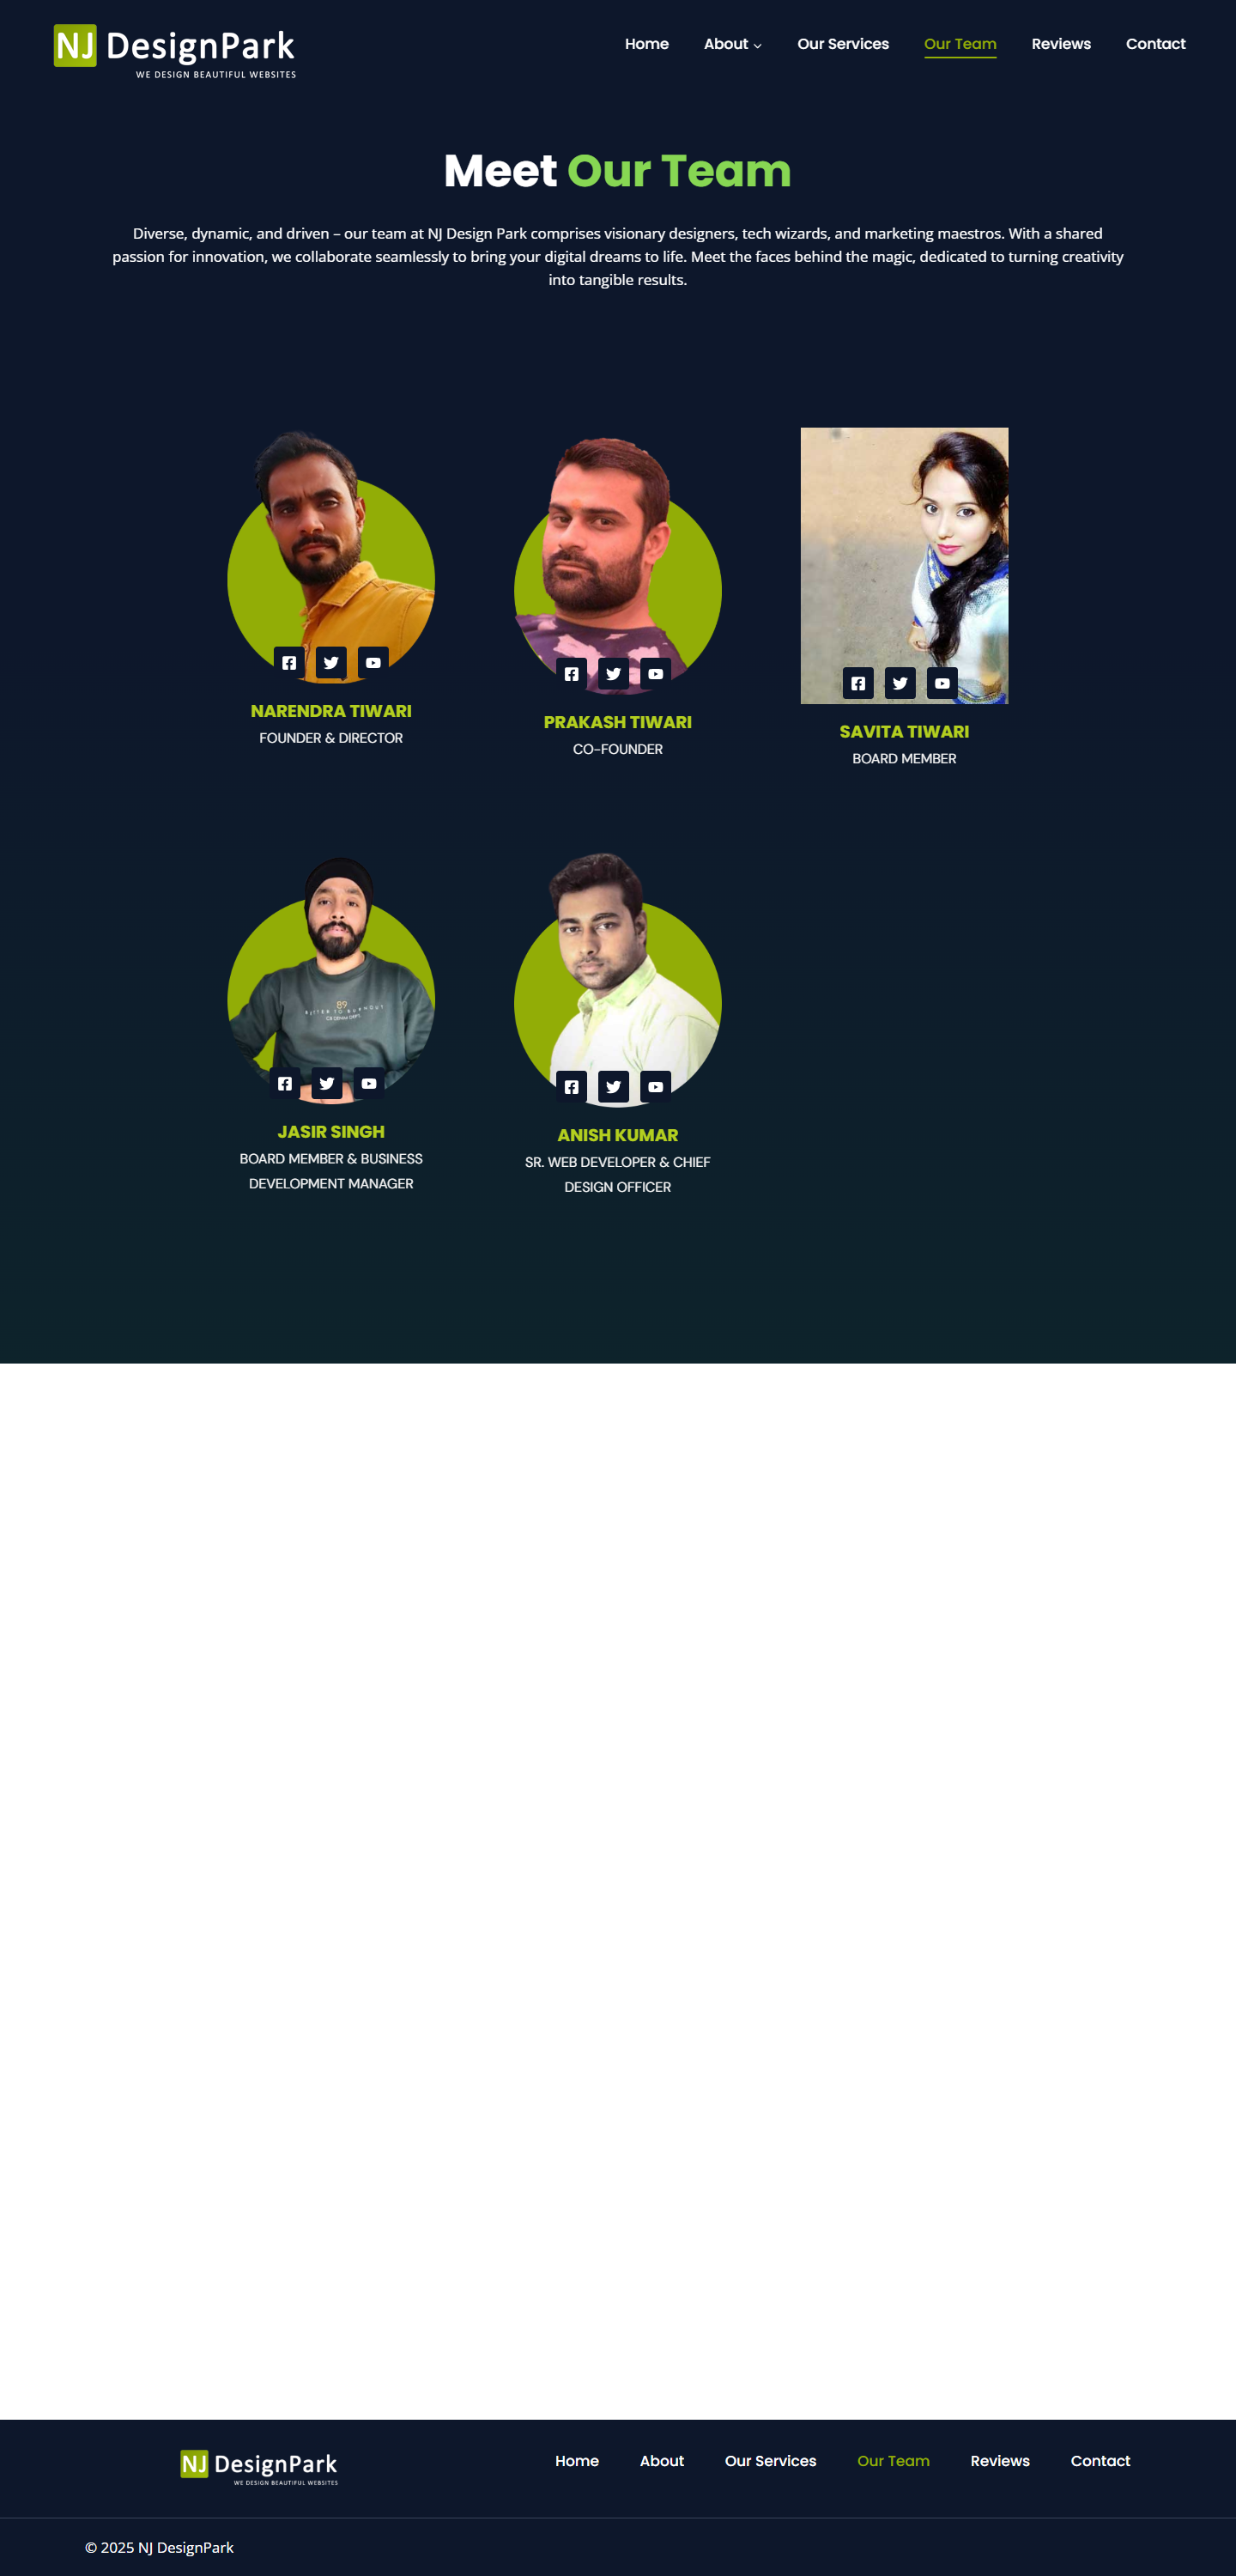 NJ DesignPark
WE DESIGN BEAUTIFUL WEBSITES
Home About Our Services Our Team Reviews Contact
Meet Our Team
Diverse, dynamic, and driven – our team at NJ Design Park comprises visionary designers, tech wizards, and marketing maestros. With a shared
passion for innovation, we collaborate seamlessly to bring your digital dreams to life. Meet the faces behind the magic, dedicated to turning creativity
into tangible results.
NARENDRA TIWARI
FOUNDER & DIRECTOR
PRAKASH TIWARI
CO-FOUNDER
SAVITA TIWARI
BOARD MEMBER
89
JASIR SINGH
BOARD MEMBER & BUSINESS
DEVELOPMENT MANAGER
ANISH KUMAR
SR. WEB DEVELOPER & CHIEF
DESIGN OFFICER
NJ DesignPark
WE DESIGN BEAUTIFUL WEBSITES
Home About Our Services Our Team Reviews Contact
© 2025 NJ DesignPark